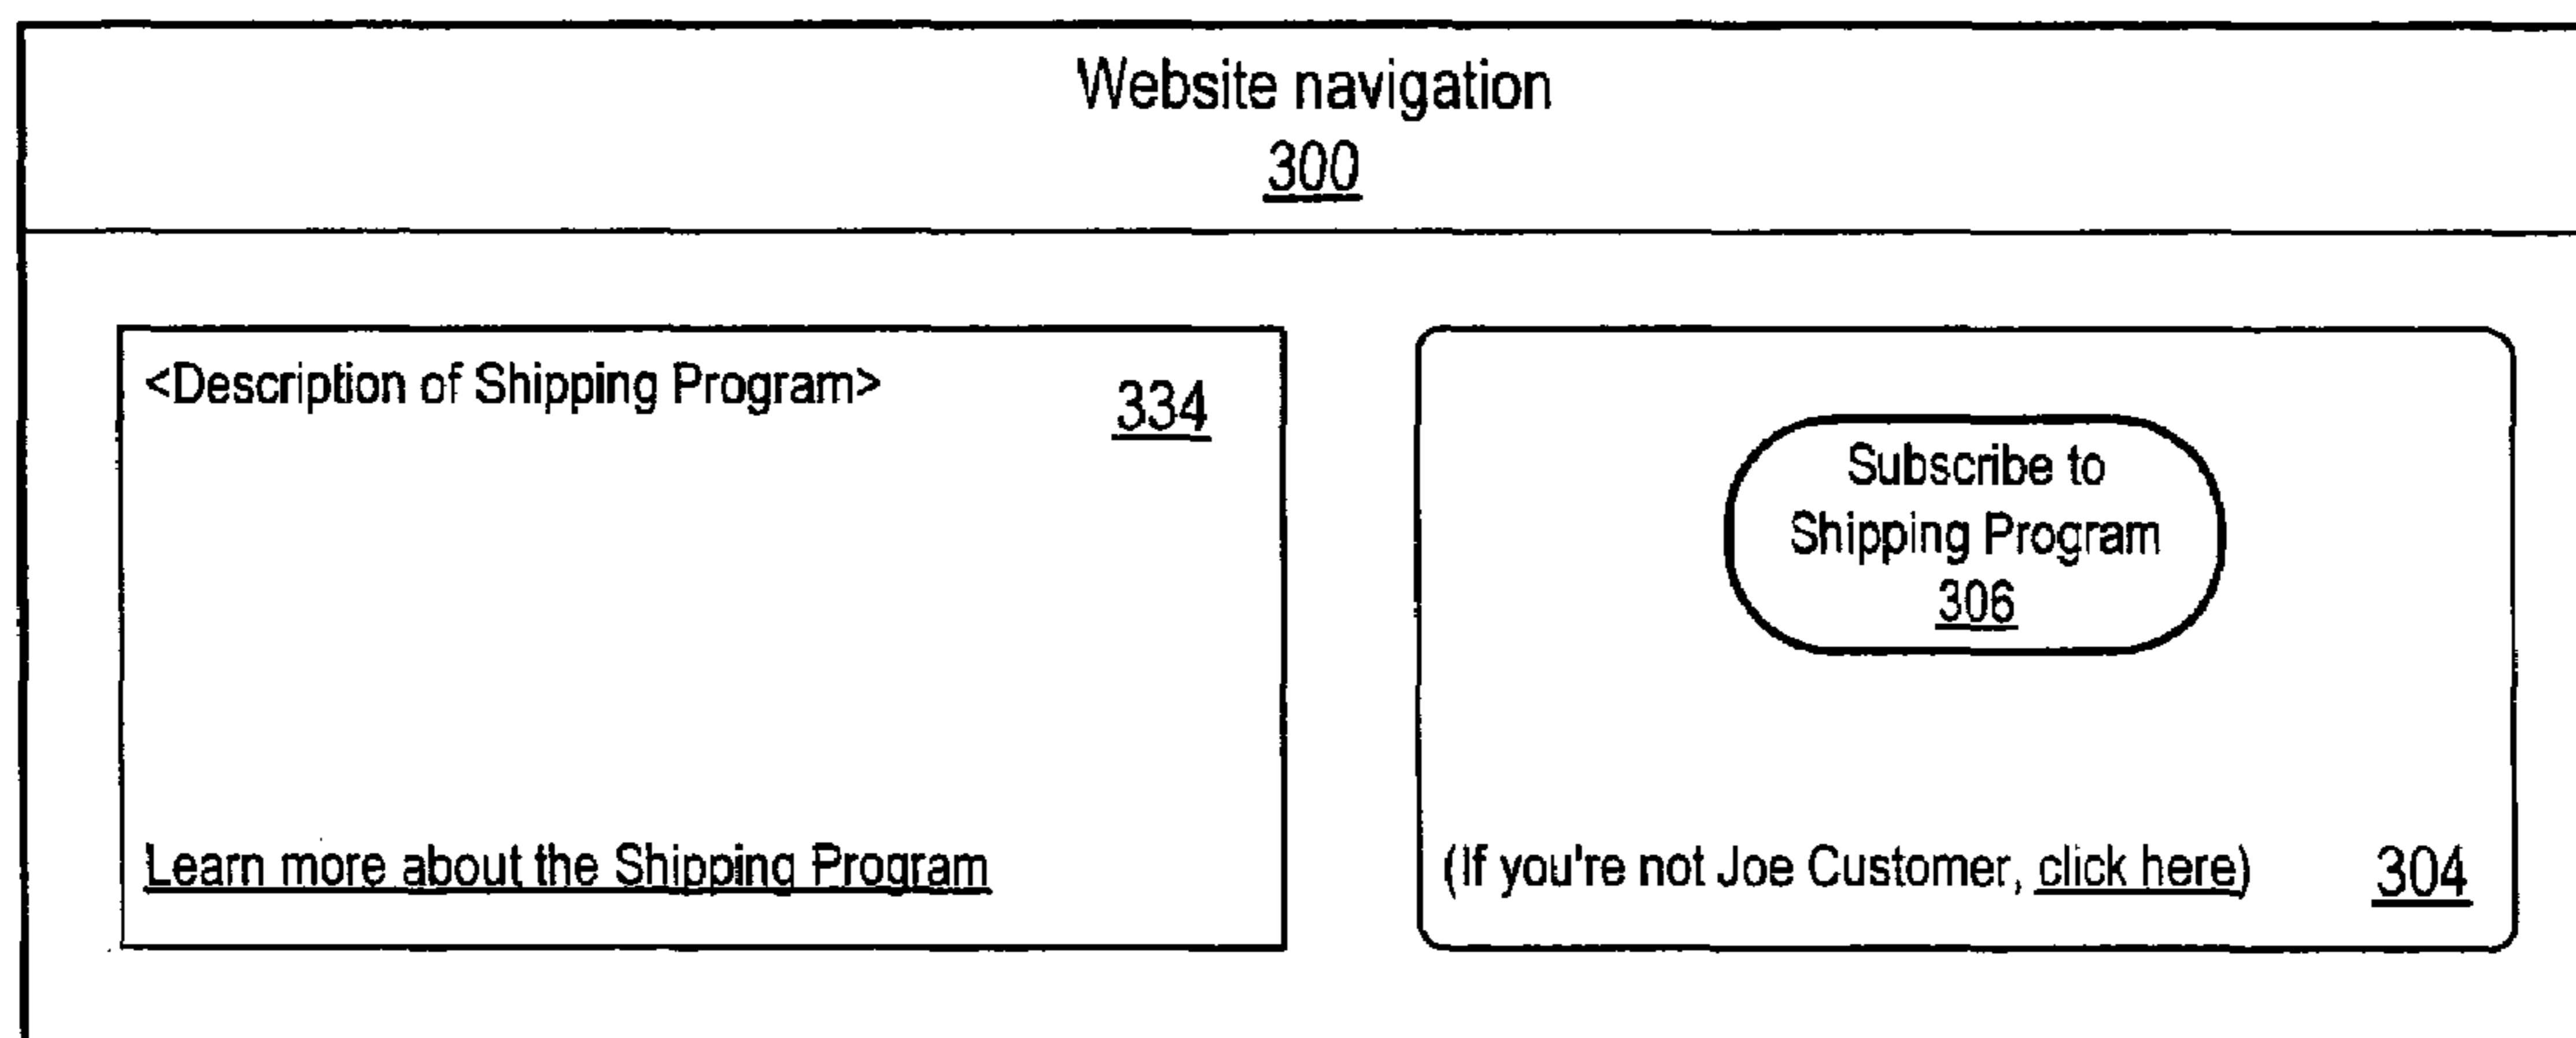 Website navigation
300
<Description of Shipping Program>
334
Learn more about the Shipping Program
Subscribe to
Shipping Program
306
(If you're not Joe Customer, click here)
304